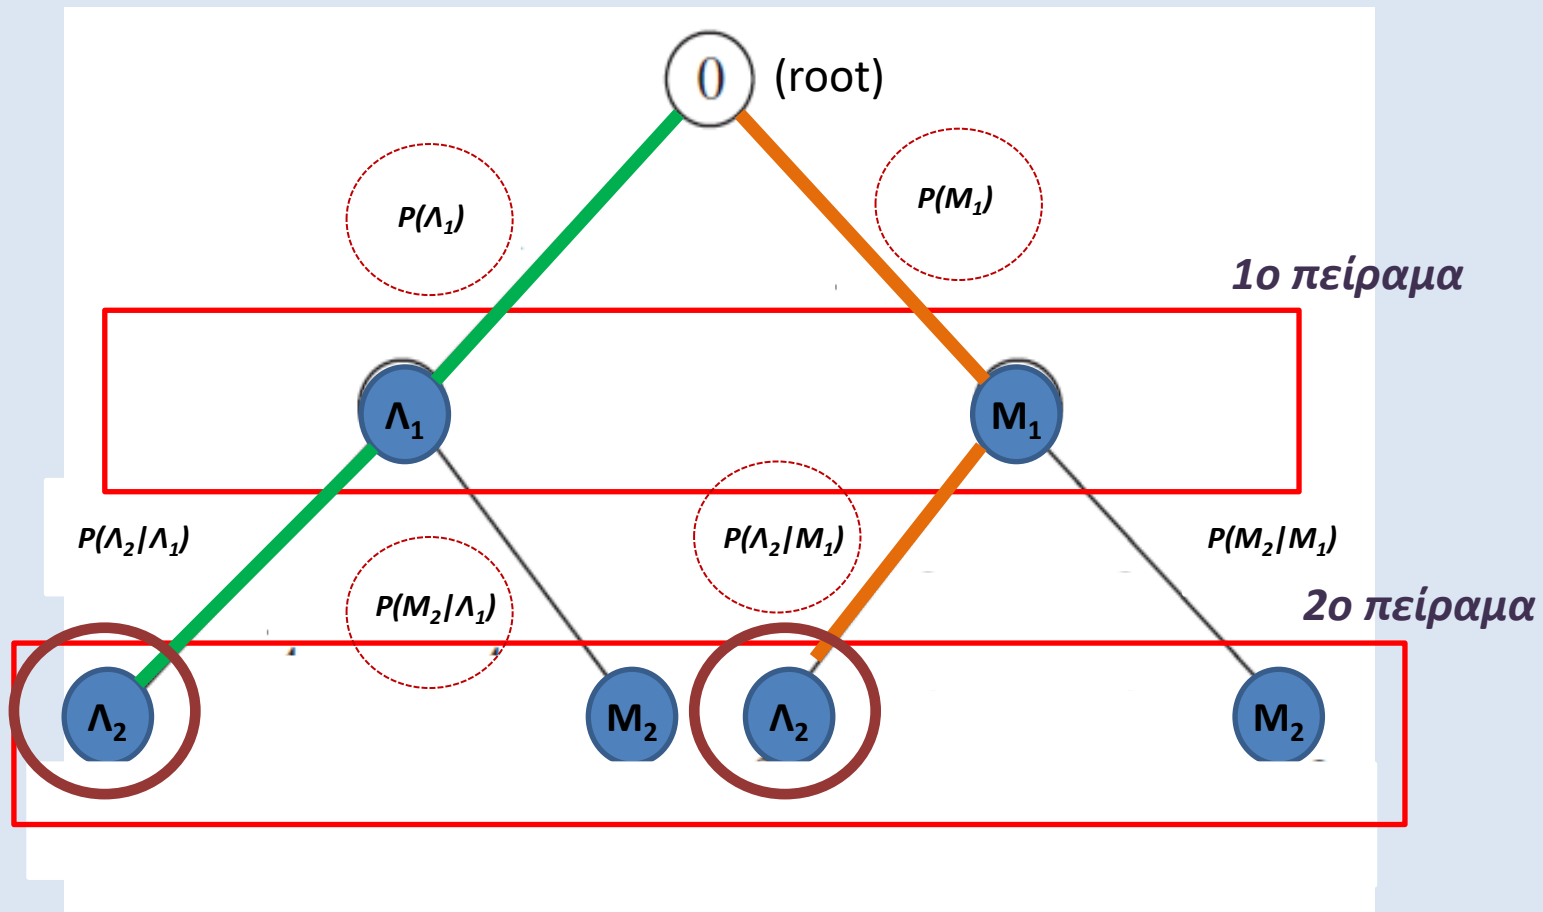 0 (root)
P(Λ₁)
P(M₁)
1ο πείραμα
Λ₁
M₁
P(Λ₂|Λ₁)
P(M₂|Λ₁)
P(Λ₂|M₁)
P(M₂|M₁)
2ο πείραμα
Λ₂
M₂
Λ₂
M₂